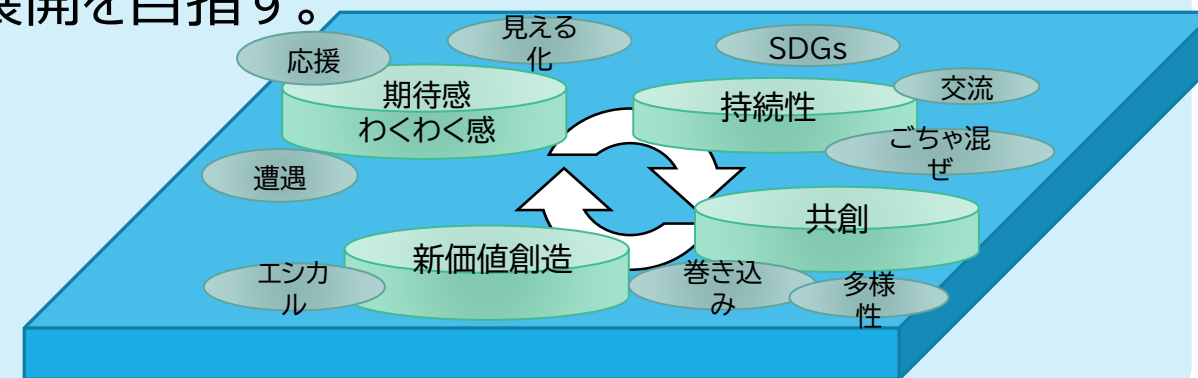 展開を目指す。
見える
化
SDGs
応援
交流
期待感
わくわく感
持続性
ごちゃ混
ぜ
遭遇
共創
新価値創造
エシカ
ル
巻き込
み
多様
性